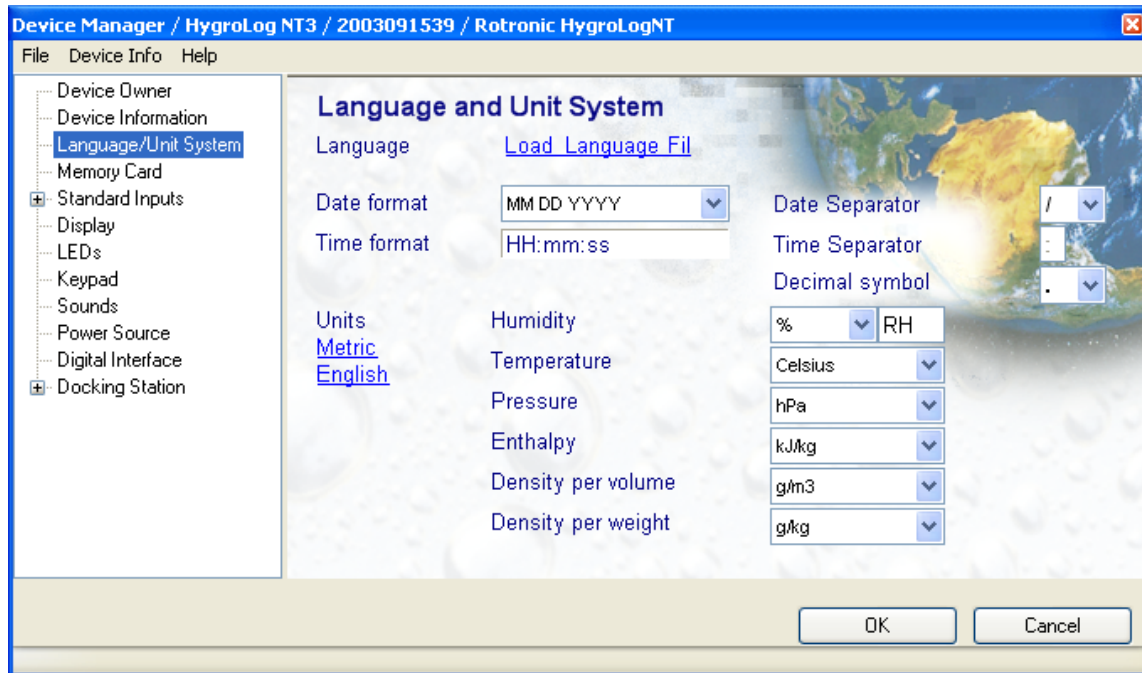 Device Manager / HygroLog NT3 / 2003091539 / Rotronic HygroLogNT
File Device Info Help
Device Owner
Device Information
Language/Unit System
Memory Card
Standard Inputs
Display
LEDs
Keypad
Sounds
Power Source
Digital Interface
Docking Station
Language and Unit System
Language Load Language Fil
Date format MM DD YYYY Date Separator /
Time format HH:mm:ss Time Separator :
Decimal symbol .
Units Humidity % RH
Metric
English
Temperature Celsius
Pressure hPa
Enthalpy kJ/kg
Density per volume g/m3
Density per weight g/kg
OK Cancel